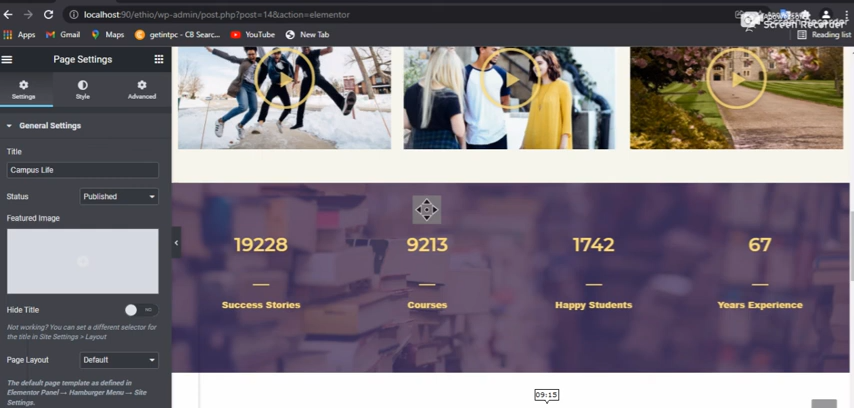 localhost:90/ethio/wp-admin/post.php?post=14&action=elementor
Screen Recorder
Apps Gmail Maps getintpc - CB Searc... YouTube New Tab Reading list
Page Settings
Settings Style Advanced
General Settings
Title
Campus Life
Status Published
Featured Image
Hide Title NO
Not working? You can set a different selector for
the title in Site Settings > Layout
Page Layout Default
The default page template as defined in
Elementor Panel → Hamburger Menu → Site
Settings.
19228 9213 1742 67
Success Stories Courses Happy Students Years Experience
09:15